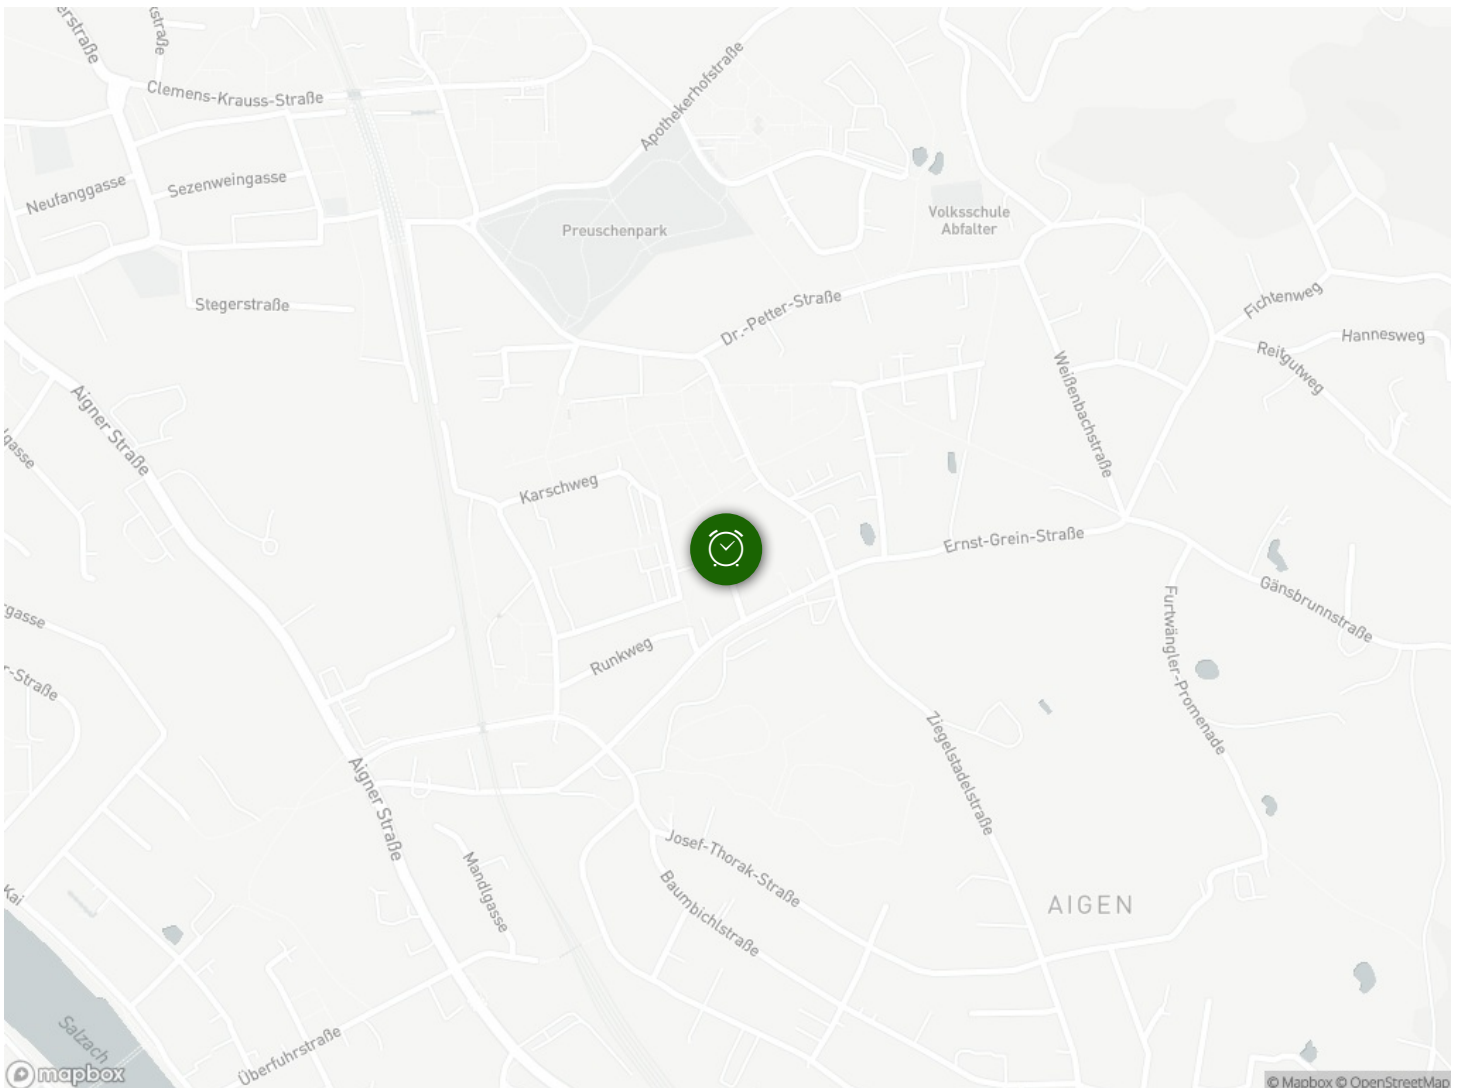 Clemens-Krauss-Straße
Apothekerhofstraße
Neufanggasse
Sezenweingasse
Preuschenpark
Volksschule
Abfalter
Stegerstraße
Dr.-Petter-Straße
Fichtenweg
Hannesweg
Reitgutweg
Aigner Straße
Weißenbachstraße
Karschweg
Ernst-Grein-Straße
Gänsbrunnstraße
Furtwängler-Promenade
Runkweg
Ziegelstadelstraße
Aigner Straße
Josef-Thorak-Straße
Mandlgasse
Baumbichlstraße
AIGEN
Kai
Salzach
Überfuhrstraße
mapbox
© Mapbox © OpenStreetMap